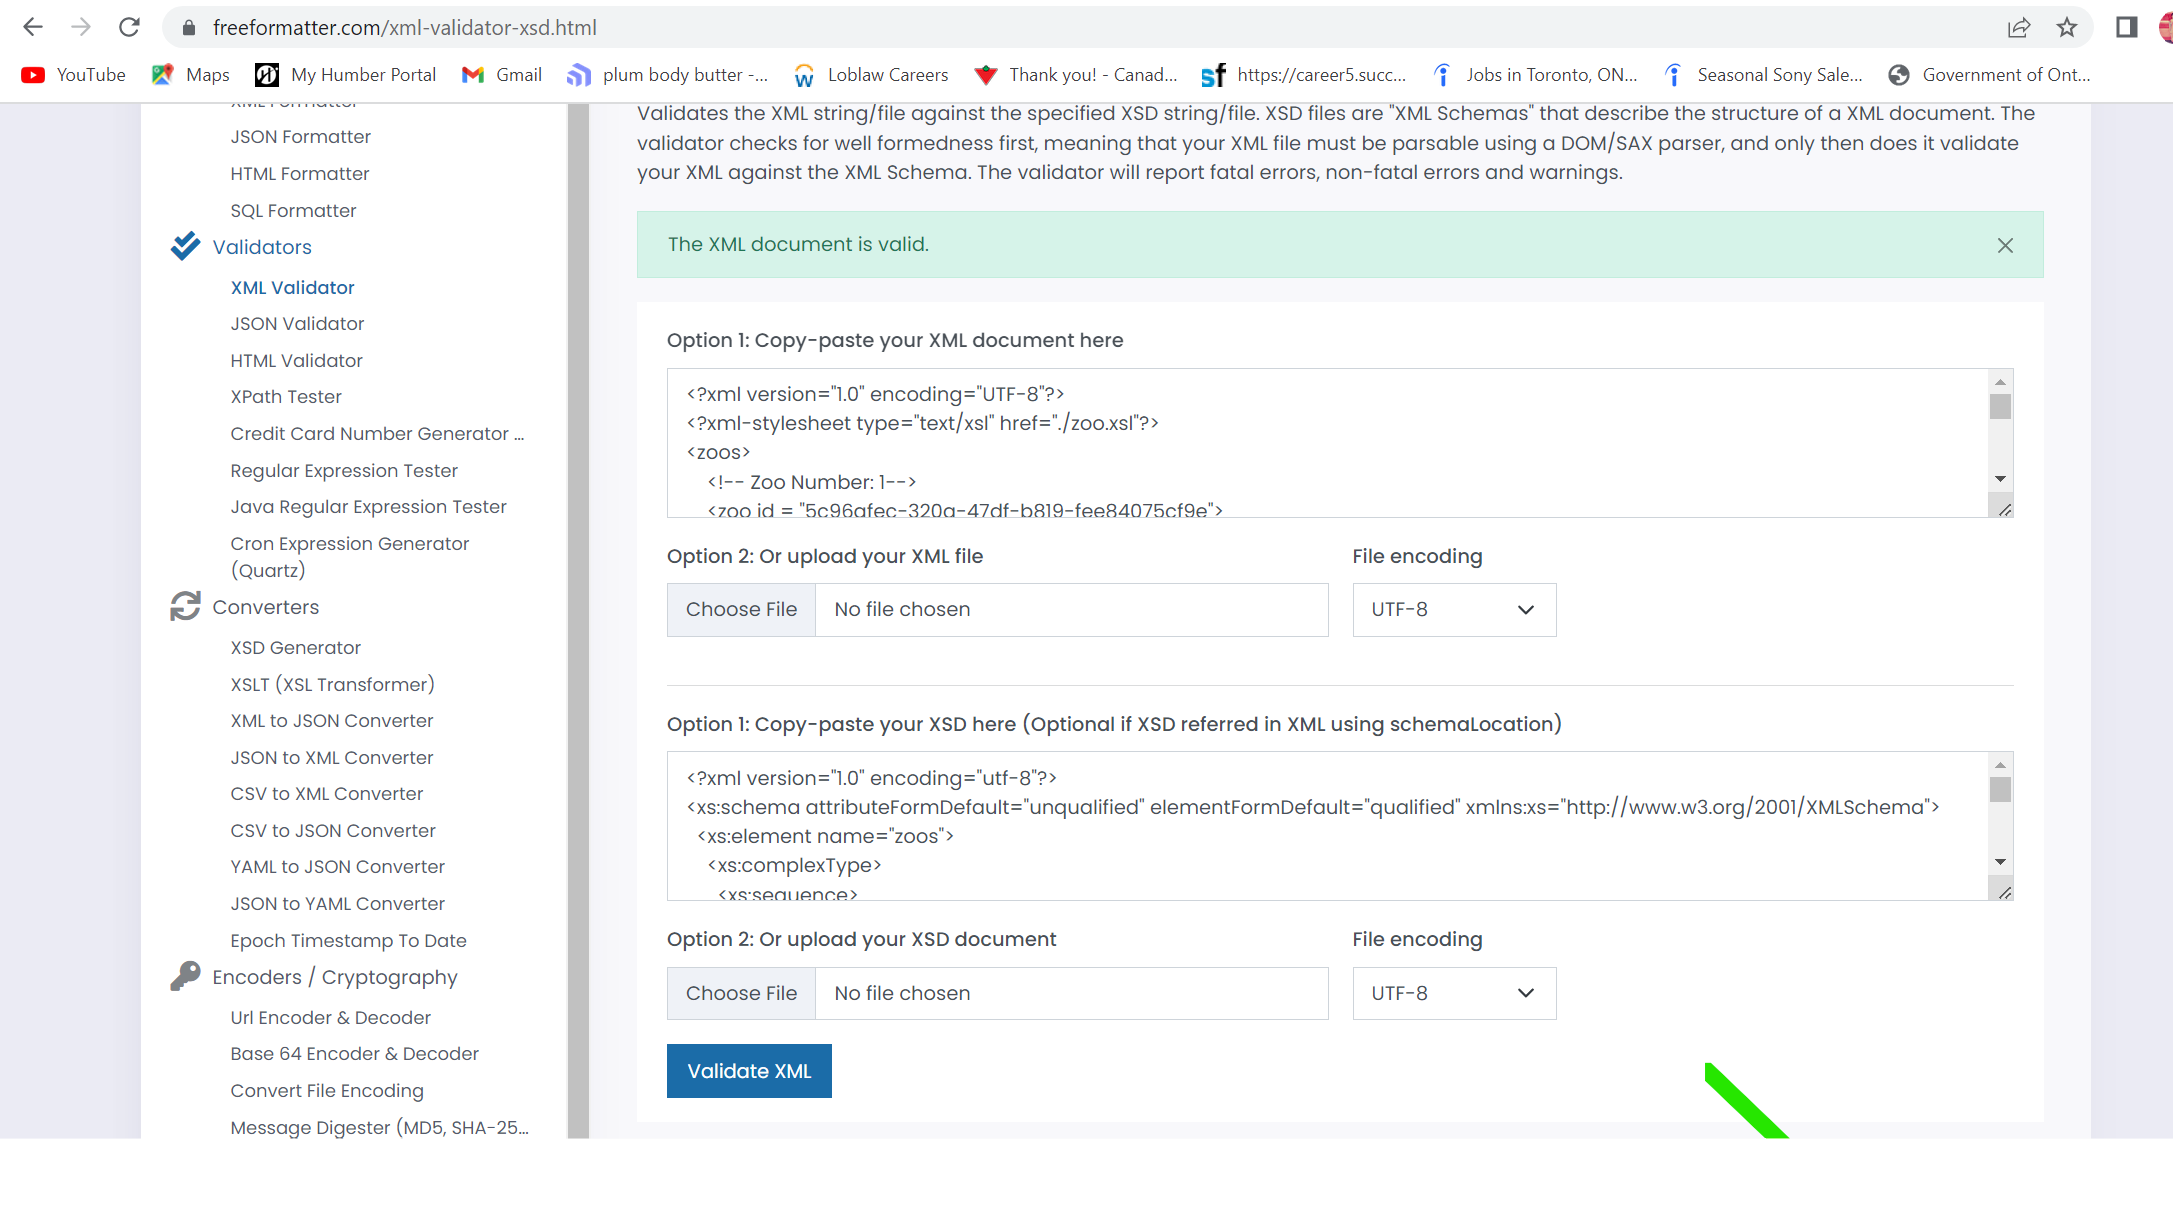 freeformatter.com/xml-validator-xsd.html
YouTube
Maps
My Humber Portal
Gmail
plum body butter -...
Loblaw Careers
Thank you! - Canad...
https://career5.succ...
Jobs in Toronto, ON...
Seasonal Sony Sale...
Government of Ont...
XML Formatter
JSON Formatter
HTML Formatter
SQL Formatter
Validators
XML Validator
JSON Validator
HTML Validator
XPath Tester
Credit Card Number Generator ...
Regular Expression Tester
Java Regular Expression Tester
Cron Expression Generator
(Quartz)
Converters
XSD Generator
XSLT (XSL Transformer)
XML to JSON Converter
JSON to XML Converter
CSV to XML Converter
CSV to JSON Converter
YAML to JSON Converter
JSON to YAML Converter
Epoch Timestamp To Date
Encoders / Cryptography
Url Encoder & Decoder
Base 64 Encoder & Decoder
Convert File Encoding
Message Digester (MD5, SHA-25...
Validates the XML string/file against the specified XSD string/file. XSD files are "XML Schemas" that describe the structure of a XML document. The
validator checks for well formedness first, meaning that your XML file must be parsable using a DOM/SAX parser, and only then does it validate
your XML against the XML Schema. The validator will report fatal errors, non-fatal errors and warnings.
The XML document is valid.
Option 1: Copy-paste your XML document here
<?xml version="1.0" encoding="UTF-8"?>
<?xml-stylesheet type="text/xsl" href="./zoo.xsl"?>
<zoos>
<!-- Zoo Number: 1-->
<zoo id = "5c96afec-320a-47df-b819-fee84075cf9e">
Option 2: Or upload your XML file
File encoding
Choose File
No file chosen
UTF-8
Option 1: Copy-paste your XSD here (Optional if XSD referred in XML using schemaLocation)
<?xml version="1.0" encoding="utf-8"?>
<xs:schema attributeFormDefault="unqualified" elementFormDefault="qualified" xmlns:xs="http://www.w3.org/2001/XMLSchema">
<xs:element name="zoos">
<xs:complexType>
<xs:sequence>
Option 2: Or upload your XSD document
File encoding
Choose File
No file chosen
UTF-8
Validate XML